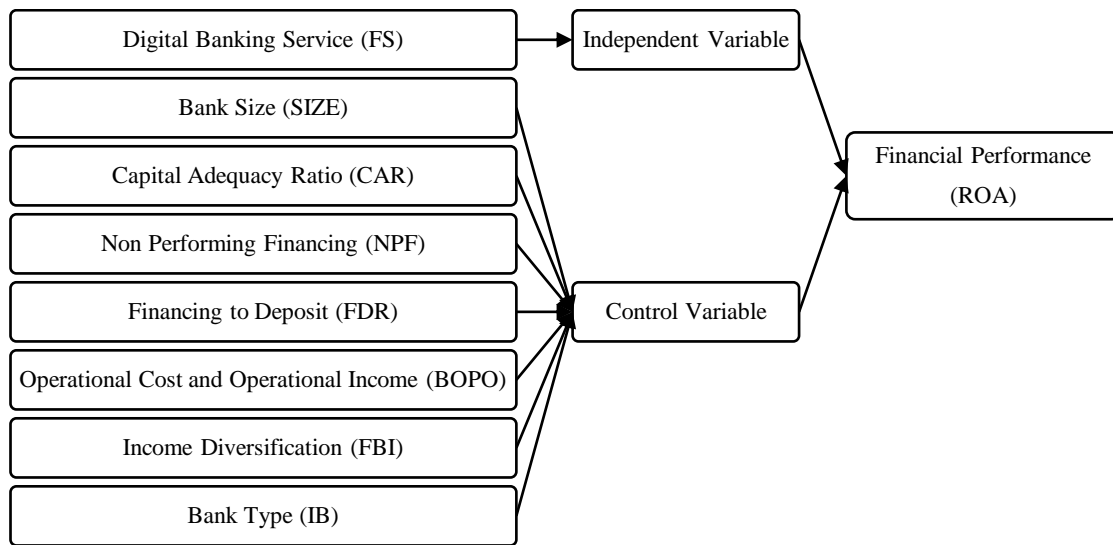 Digital Banking Service (FS)
Independent Variable
Bank Size (SIZE)
Capital Adequacy Ratio (CAR)
Financial Performance
(ROA)
Non Performing Financing (NPF)
Financing to Deposit (FDR)
Control Variable
Operational Cost and Operational Income (BOPO)
Income Diversification (FBI)
Bank Type (IB)